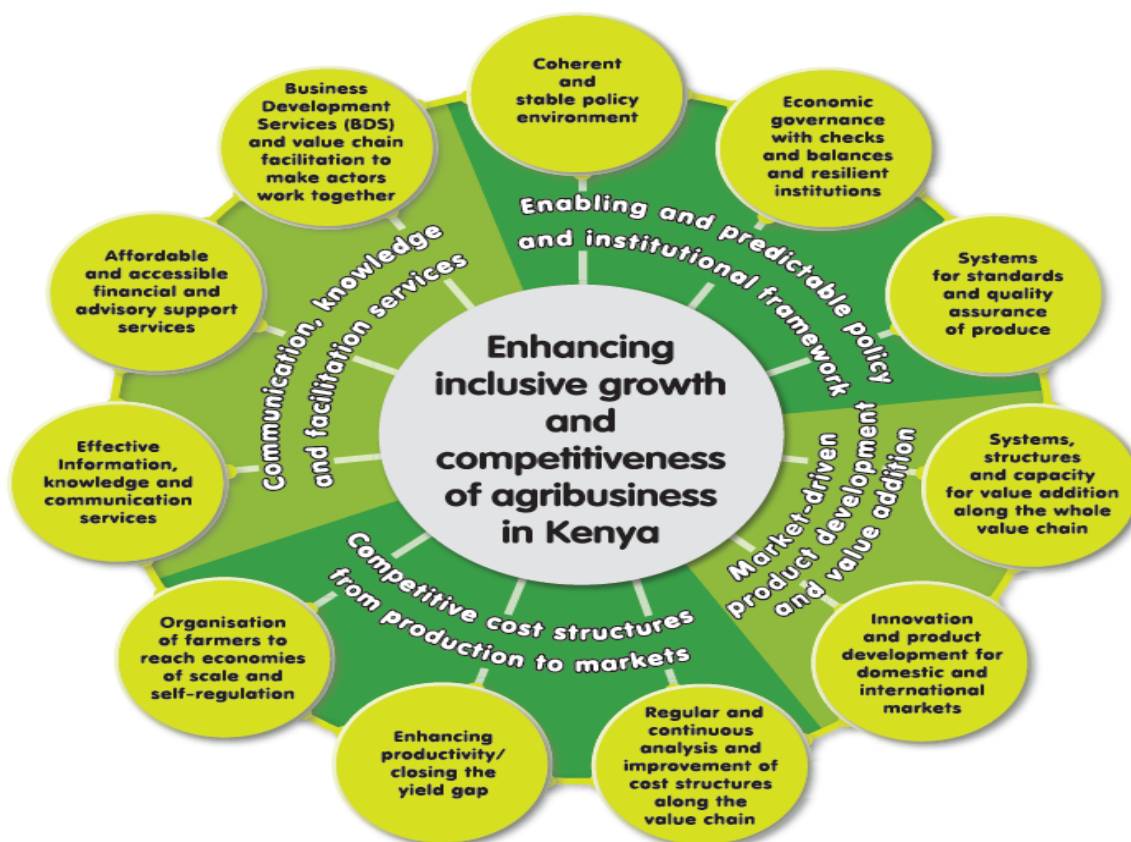 Coherent
and
stable policy
environment
Economic
governance
with checks
and balances
and resilient
institutions
Systems
for standards
and quality
assurance
of produce
Systems,
structures
and capacity
for value addition
along the whole
value chain
Innovation
and product
development for
domestic and
international
markets
Regular and
continuous
analysis and
improvement of
cost structures
along the
value chain
Enhancing
productivity/
closing the
yield gap
Organisation
of farmers to
reach economies
of scale and
self-regulation
Effective
Information,
knowledge and
communication
services
Affordable
and accessible
financial and
advisory support
services
Business
Development
Services (BDS)
and value chain
facilitation to
make actors
work together
Enabling and predictable policy
and institutional framework
Market-driven
product development
and value addition
Competitive cost structures
from production to markets
Communication, knowledge
and facilitation services
Enhancing
inclusive growth
and
competitiveness
of agribusiness
in Kenya